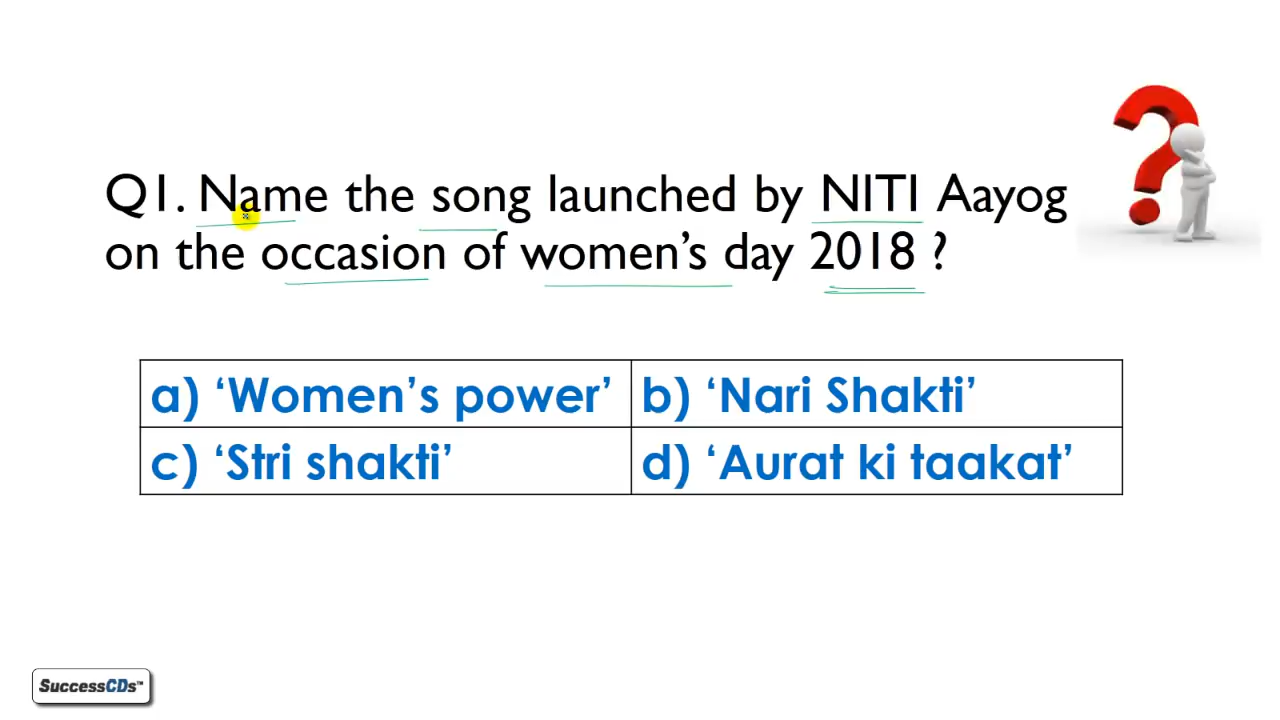 Q1. Name the song launched by NITI Aayog
on the occasion of women’s day 2018 ?
a) ‘Women’s power’ b) ‘Nari Shakti’
c) ‘Stri shakti’ d) ‘Aurat ki taakat’
SuccessCDs™